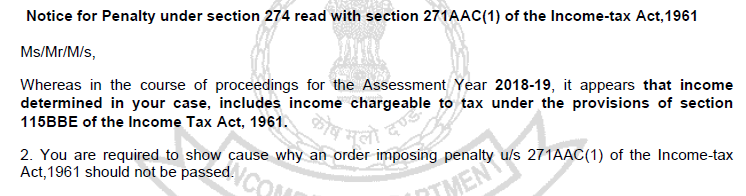 Notice for Penalty under section 274 read with section 271AAC(1) of the Income-tax Act,1961
Ms/Mr/M/s,
Whereas in the course of proceedings for the Assessment Year 2018-19, it appears that income
determined in your case, includes income chargeable to tax under the provisions of section
115BBE of the Income Tax Act, 1961.
कोष मूलो दण्डः
2. You are required to show cause why an order imposing penalty u/s 271AAC(1) of the Income-tax
Act,1961 should not be passed.